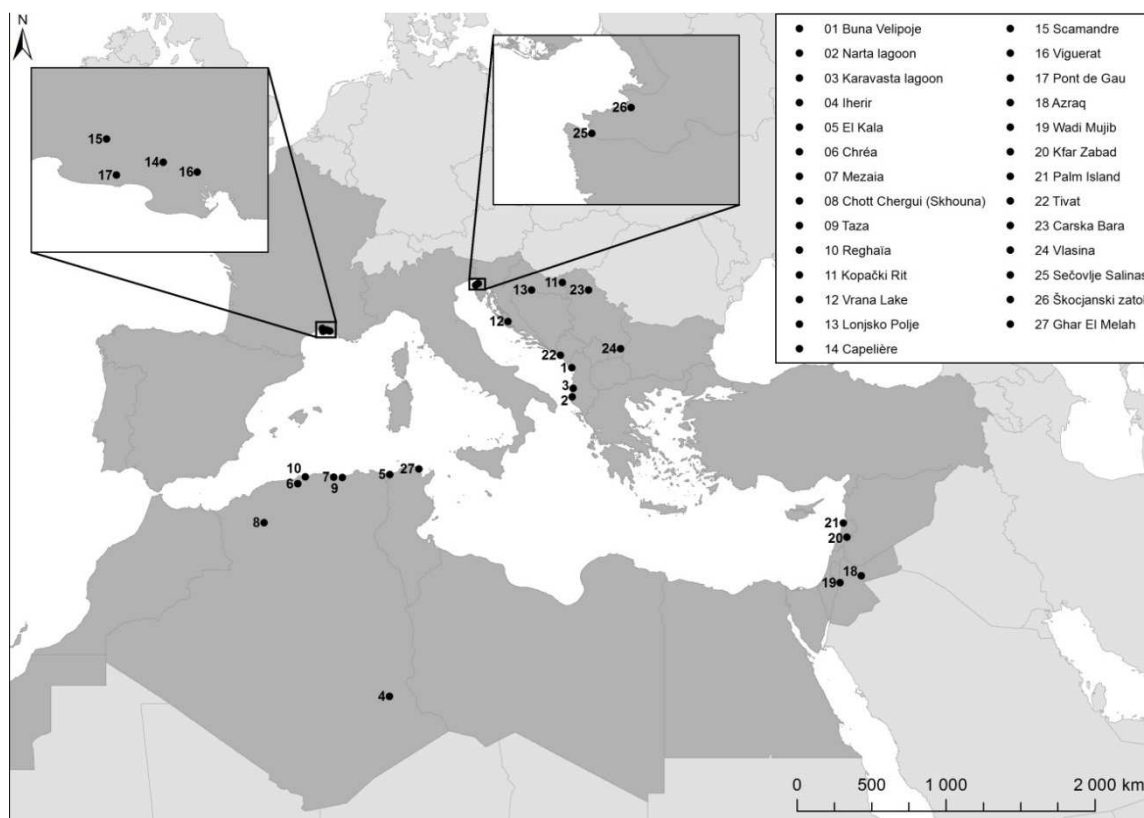 N
01 Buna Velipoje
02 Narta lagoon
03 Karavasta lagoon
04 Iherir
05 El Kala
06 Chréa
07 Mezaia
08 Chott Chergui (Skhouna)
09 Taza
10 Reghaïa
11 Kopački Rit
12 Vrana Lake
13 Lonjsko Polje
14 Capelière
15 Scamandre
16 Viguerat
17 Pont de Gau
18 Azraq
19 Wadi Mujib
20 Kfar Zabad
21 Palm Island
22 Tivat
23 Carska Bara
24 Vlasina
25 Sečovlje Salinas
26 Škocjanski zatok
27 Ghar El Melah
15
14
16
17
26
25
11
13
23
12
22
24
1
3
2
10
6
7
9
5
27
8
4
21
20
18
19
0 500 1 000 2 000 km